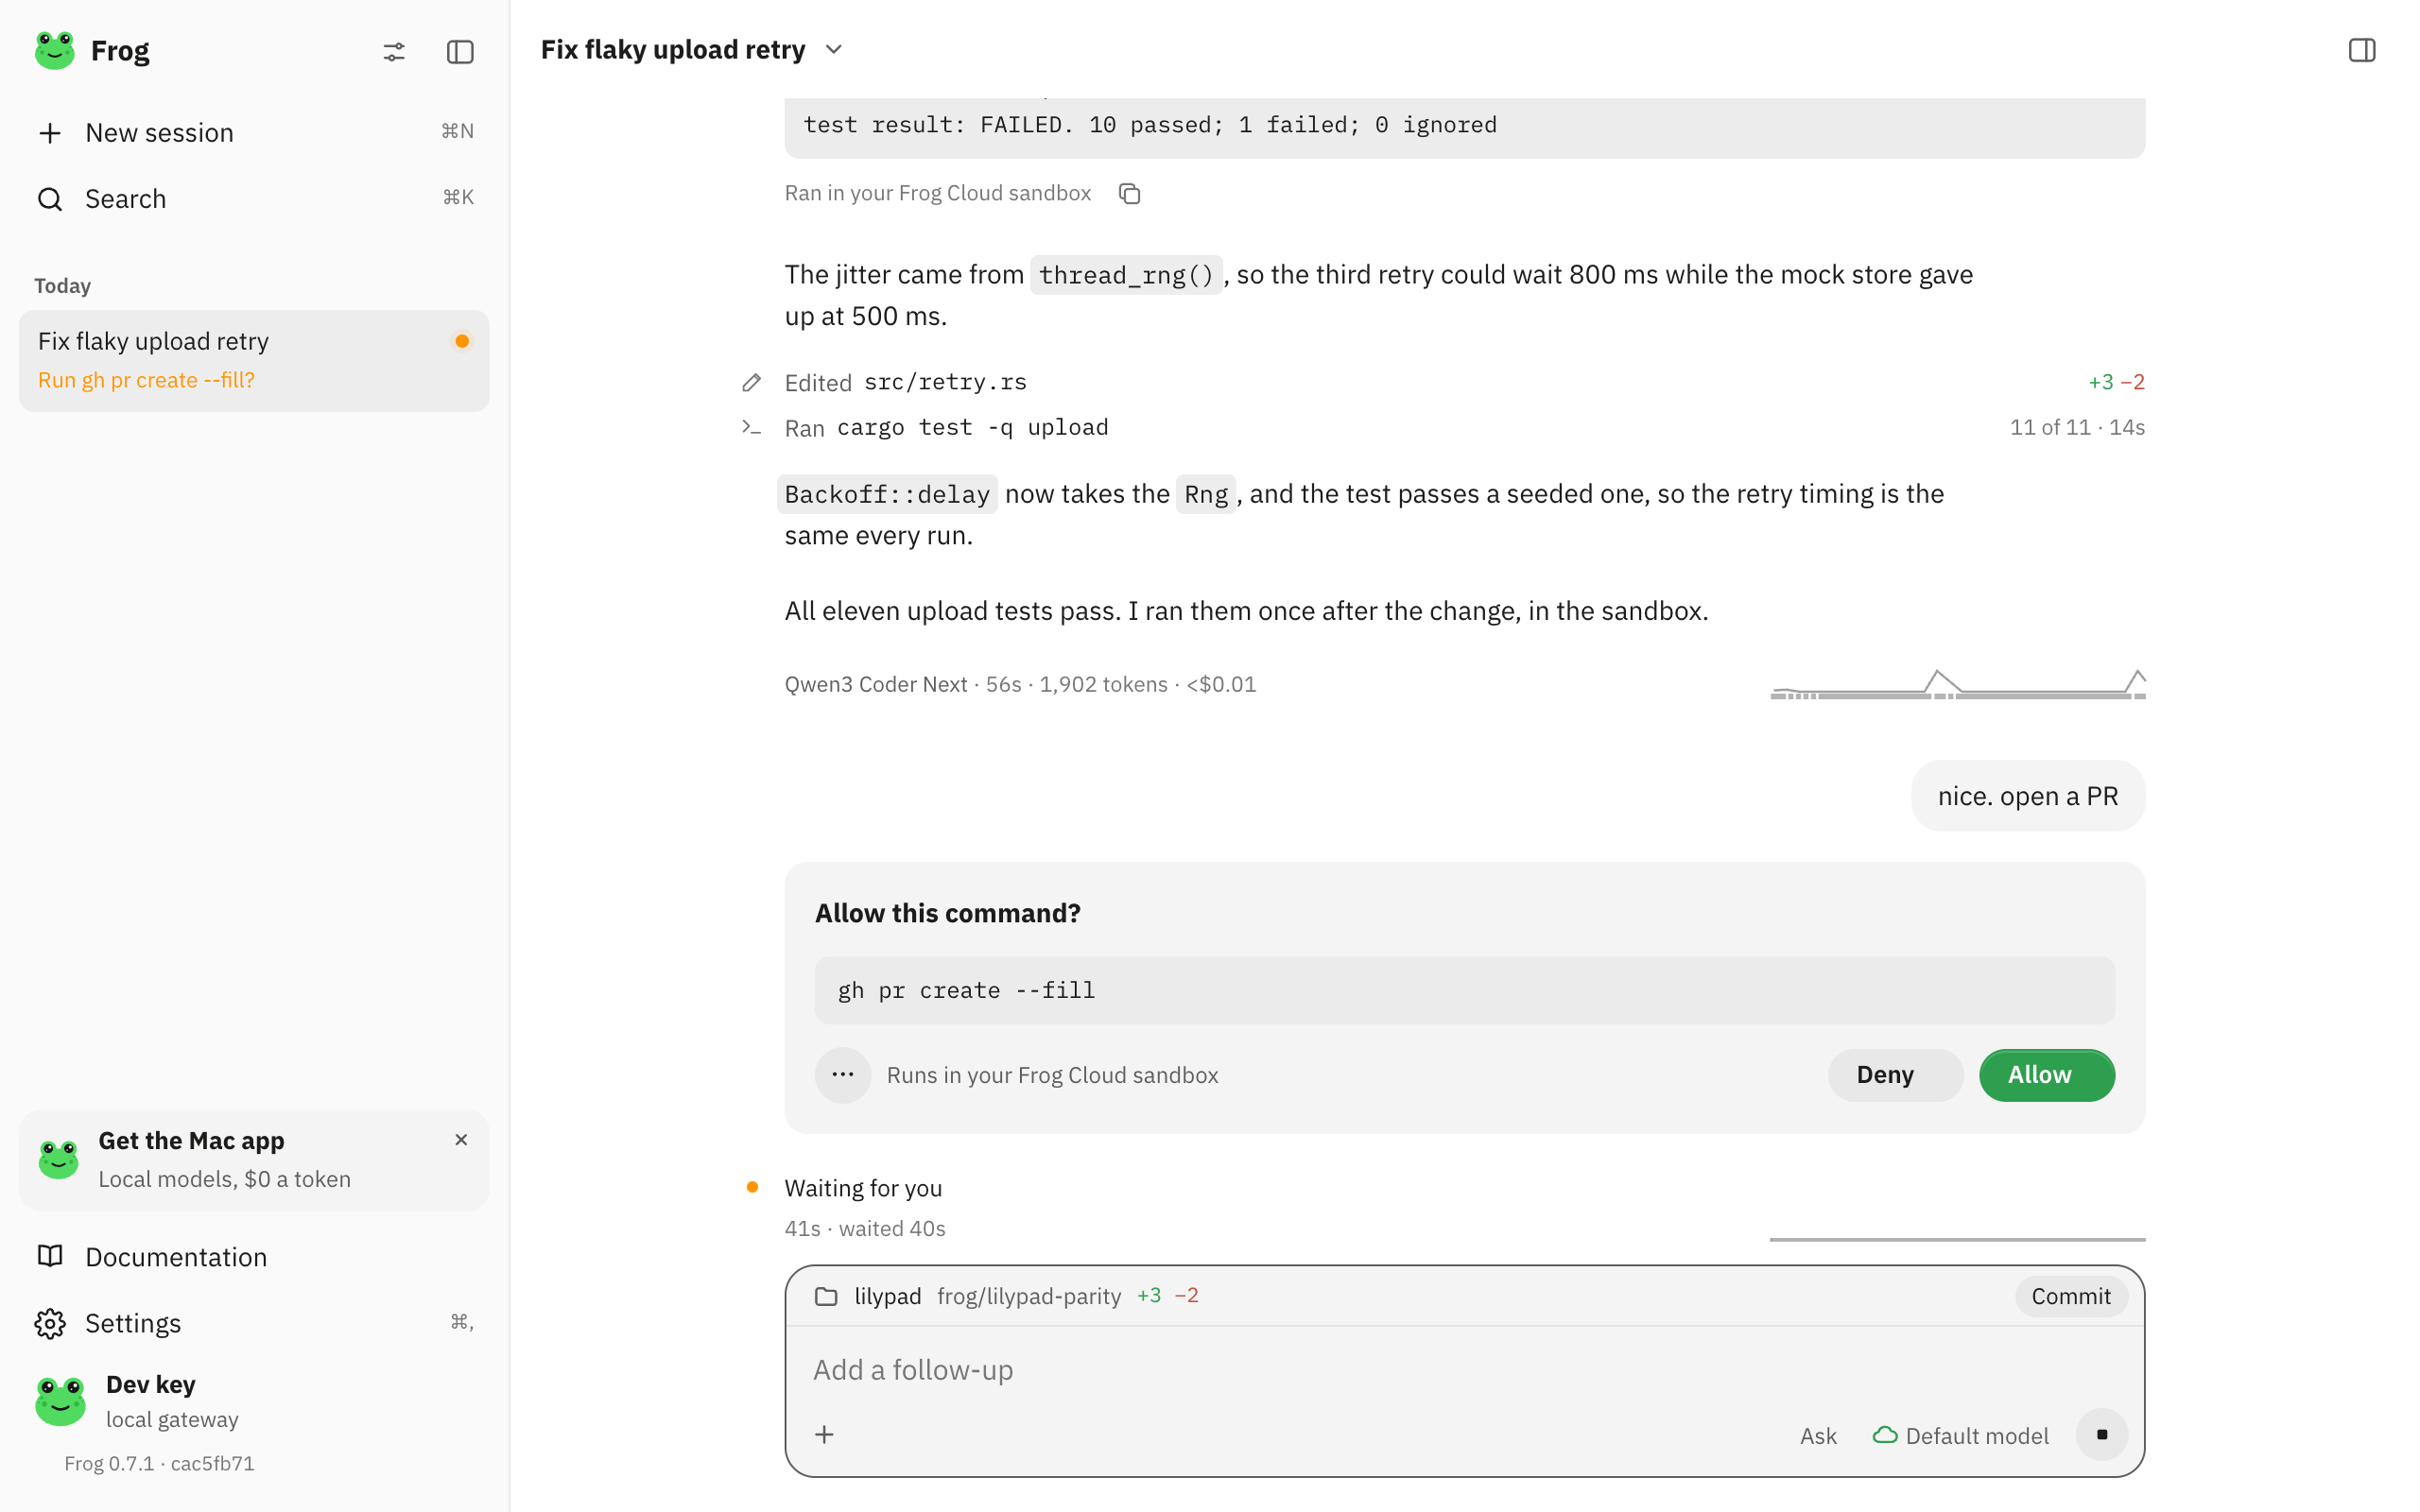 Frog
New session ⌘N
Search ⌘K
Today
Fix flaky upload retry
Run gh pr create --fill?
Get the Mac app
Local models, $0 a token
Documentation
Settings ⌘,
Dev key
local gateway
Frog 0.7.1 · cac5fb71
Fix flaky upload retry
test result: FAILED. 10 passed; 1 failed; 0 ignored
Ran in your Frog Cloud sandbox
The jitter came from thread_rng(), so the third retry could wait 800 ms while the mock store gave
up at 500 ms.
Edited src/retry.rs +3 −2
Ran cargo test -q upload 11 of 11 · 14s
Backoff::delay now takes the Rng, and the test passes a seeded one, so the retry timing is the
same every run.
All eleven upload tests pass. I ran them once after the change, in the sandbox.
Qwen3 Coder Next · 56s · 1,902 tokens · <$0.01
nice. open a PR
Allow this command?
gh pr create --fill
Runs in your Frog Cloud sandbox Deny Allow
Waiting for you
41s · waited 40s
lilypad frog/lilypad-parity +3 −2 Commit
Add a follow-up
Ask Default model